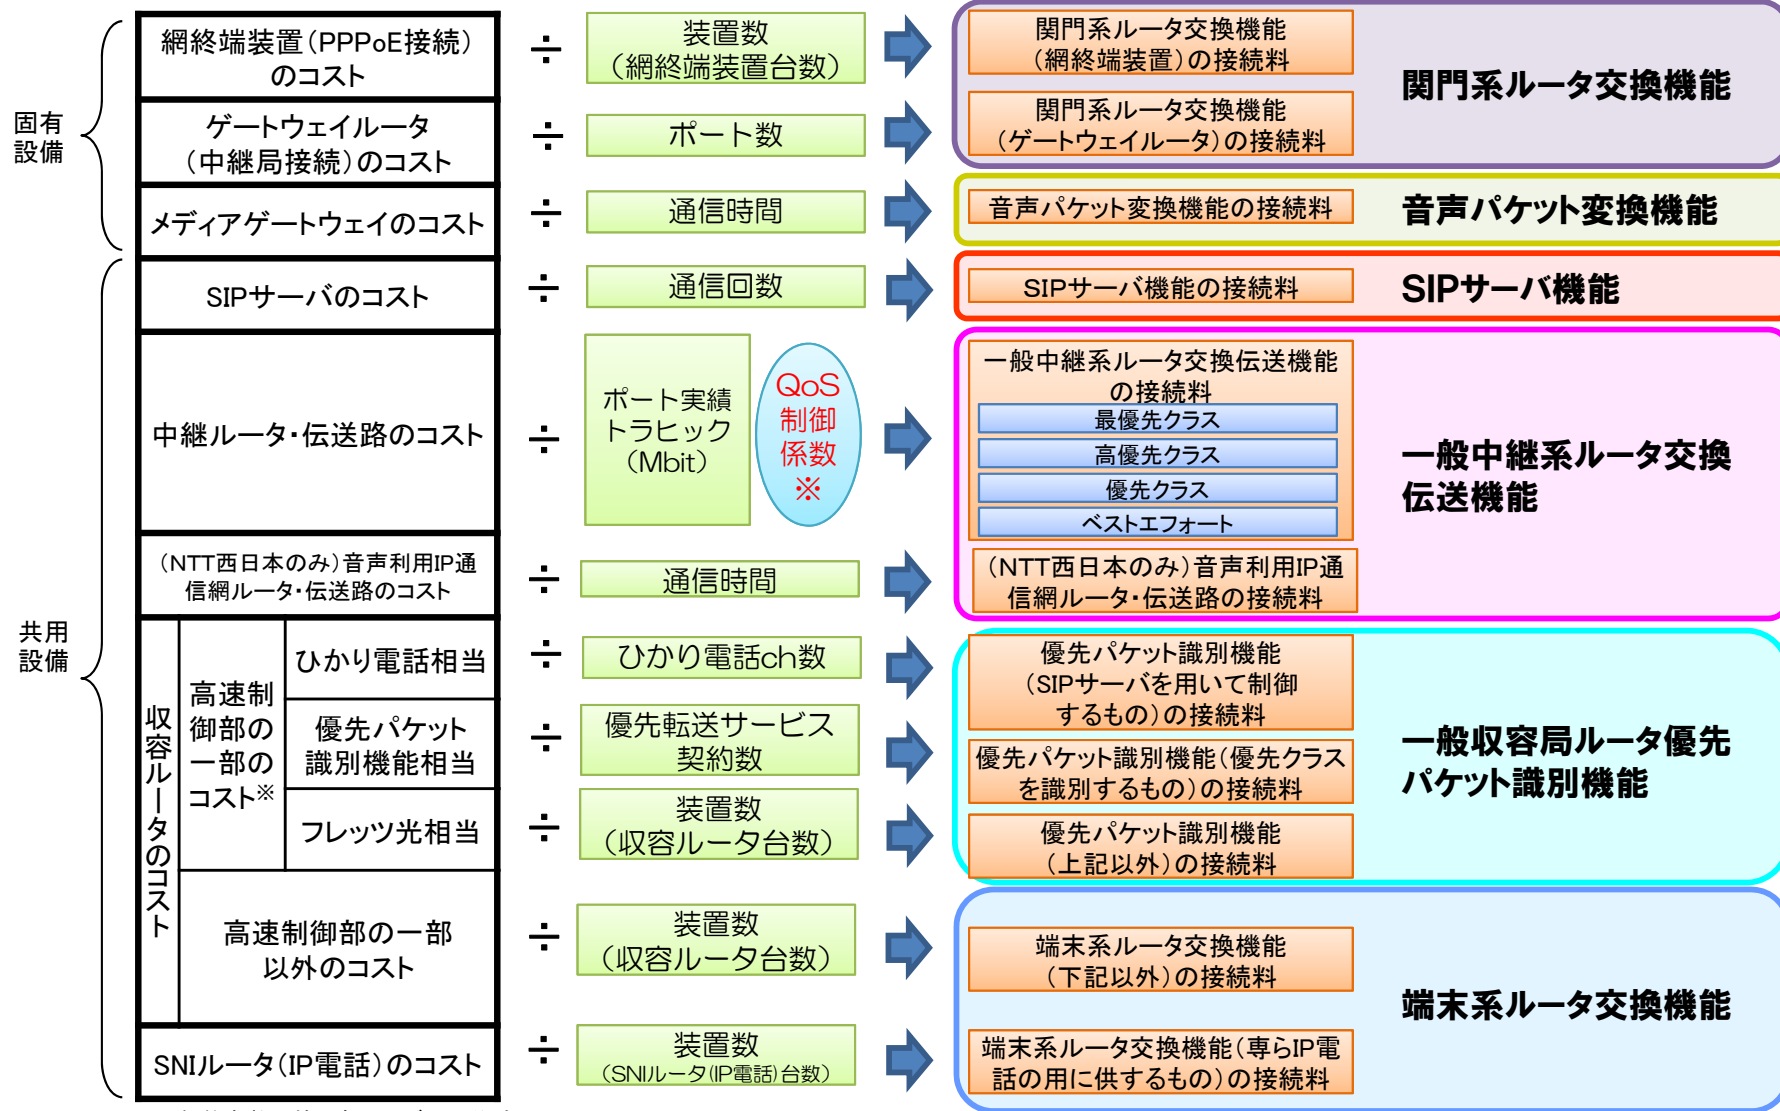 固有
設備
網終端装置(PPPoE接続)
のコスト
÷
装置数
(網終端装置台数)
関門系ルータ交換機能
(網終端装置)の接続料
ゲートウェイルータ
(中継局接続)のコスト
÷
ポート数
関門系ルータ交換機能
(ゲートウェイルータ)の接続料
関門系ルータ交換機能
メディアゲートウェイのコスト
÷
通信時間
音声パケット変換機能の接続料
音声パケット変換機能
共用
設備
SIPサーバのコスト
÷
通信回数
SIPサーバ機能の接続料
SIPサーバ機能
中継ルータ・伝送路のコスト
÷
ポート実績
トラヒック
(Mbit)
QoS
制御
係数
※
一般中継系ルータ交換伝送機能
の接続料
最優先クラス
高優先クラス
優先クラス
ベストエフォート
(NTT西日本のみ)音声利用IP通
信網ルータ・伝送路のコスト
÷
通信時間
(NTT西日本のみ)音声利用IP通
信網ルータ・伝送路の接続料
一般中継系ルータ交換
伝送機能
収容ルータのコスト
高速制
御部の
一部の
コスト※
ひかり電話相当
÷
ひかり電話ch数
優先パケット識別機能
(SIPサーバを用いて制御
するもの)の接続料
優先パケット
識別機能相当
÷
優先転送サービス
契約数
優先パケット識別機能(優先クラス
を識別するもの)の接続料
フレッツ光相当
÷
装置数
(収容ルータ台数)
優先パケット識別機能
(上記以外)の接続料
一般収容局ルータ優先
パケット識別機能
高速制御部の一部
以外のコスト
÷
装置数
(収容ルータ台数)
端末系ルータ交換機能
(下記以外)の接続料
SNIルータ(IP電話)のコスト
÷
装置数
(SNIルータ(IP電話)台数)
端末系ルータ交換機能(専らIP電
話の用に供するもの)の接続料
端末系ルータ交換機能